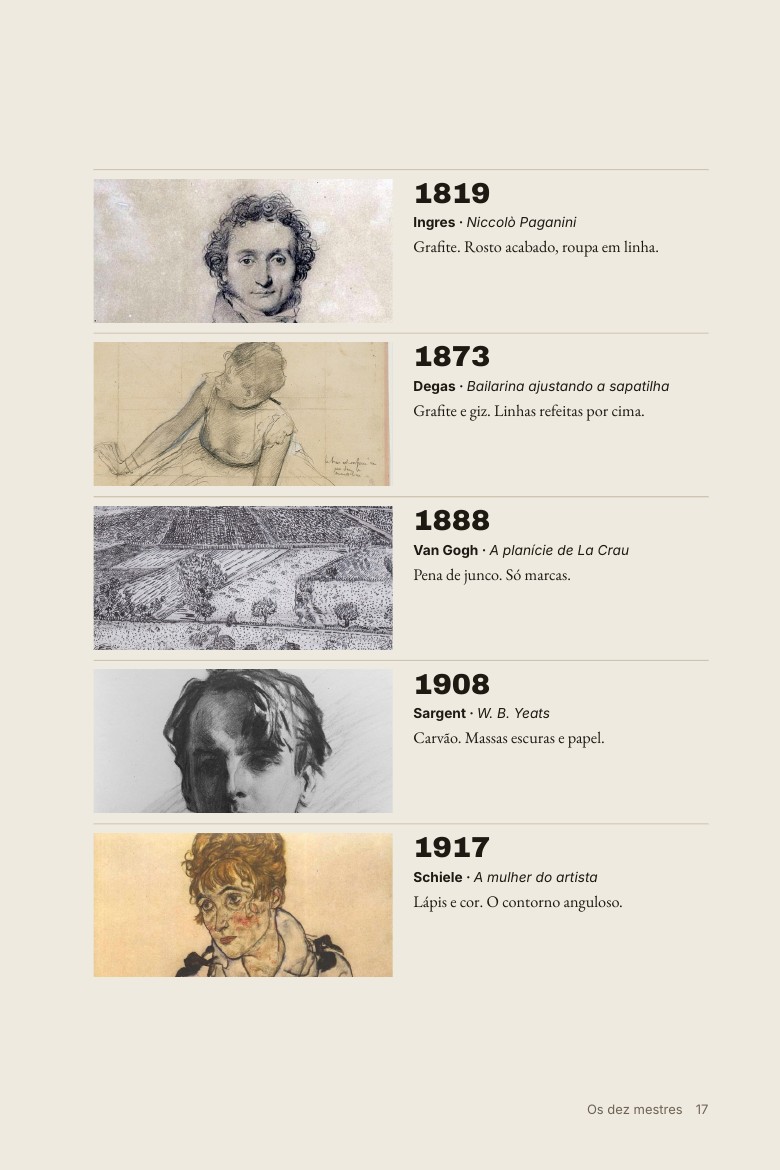 1819
Ingres · Niccolò Paganini
Grafite. Rosto acabado, roupa em linha.
1873
Degas · Bailarina ajustando a sapatilha
Grafite e giz. Linhas refeitas por cima.
1888
Van Gogh · A planície de La Crau
Pena de junco. Só marcas.
1908
Sargent · W. B. Yeats
Carvão. Massas escuras e papel.
1917
Schiele · A mulher do artista
Lápis e cor. O contorno anguloso.
Os dez mestres 17